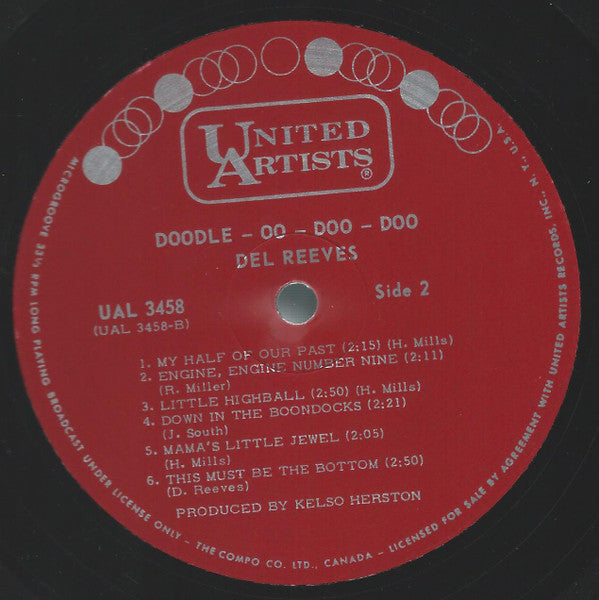 UNITED
ARTISTS®
DOODLE - OO - DOO - DOO
DEL REEVES
UAL 3458
(UAL 3458-B)
Side 2
1. MY HALF OF OUR PAST (2:15) (H. Mills)
2. ENGINE, ENGINE NUMBER NINE (2:11)
(R. Miller)
3. LITTLE HIGHBALL (2:50) (H. Mills)
4. DOWN IN THE BOONDOCKS (2:21)
(J. South)
5. MAMA'S LITTLE JEWEL (2:05)
(H. Mills)
6. THIS MUST BE THE BOTTOM (2:50)
(D. Reeves)
PRODUCED BY KELSO HERSTON
MICROGROOVE 33⅓ RPM LONG PLAYING BROADCAST UNDER LICENSE ONLY - THE COMPO CO. LTD., CANADA - LICENSED FOR SALE BY AGREEMENT WITH UNITED ARTISTS RECORDS, INC., N. Y., U.S.A.